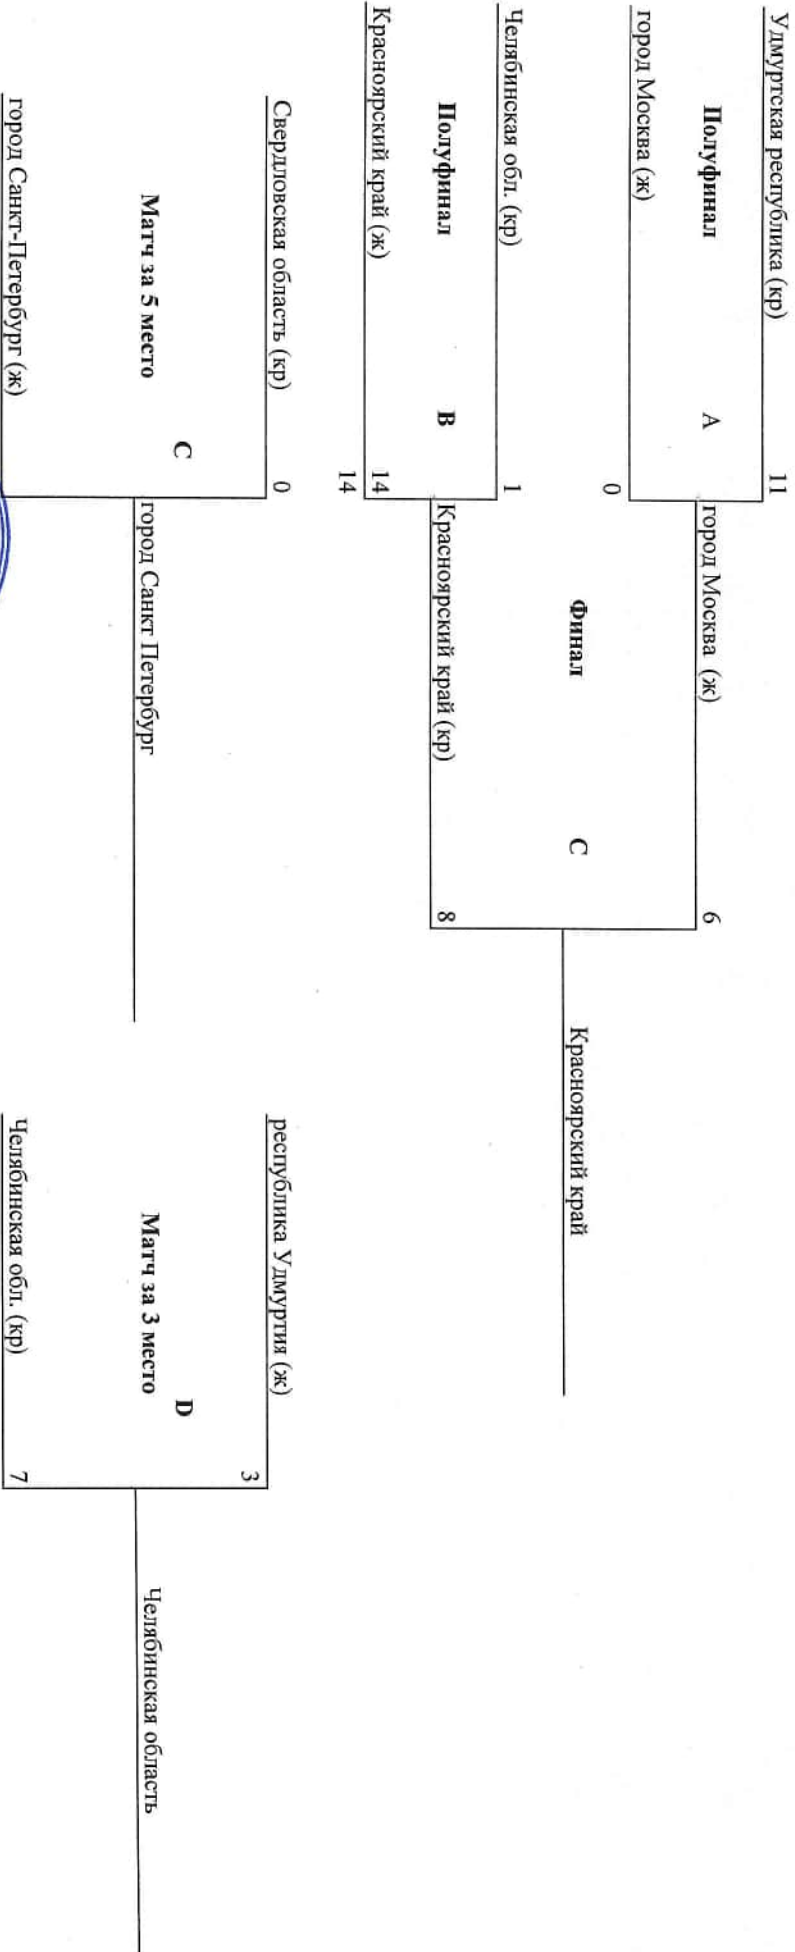 Удмуртская республика (кр)
11
Полуфинал
A
город Москва (ж)
город Москва (ж)
0
6
Финал
C
Красноярский край
Челябинская обл. (кр)
1
Полуфинал
B
Красноярский край (кр)
8
Красноярский край (ж)
14
14
Свердловская область (кр)
0
Матч за 5 место
C
город Санкт Петербург
город Санкт-Петербург (ж)
республика Удмуртия (ж)
3
Матч за 3 место
D
Челябинская область
Челябинская обл. (кр)
7